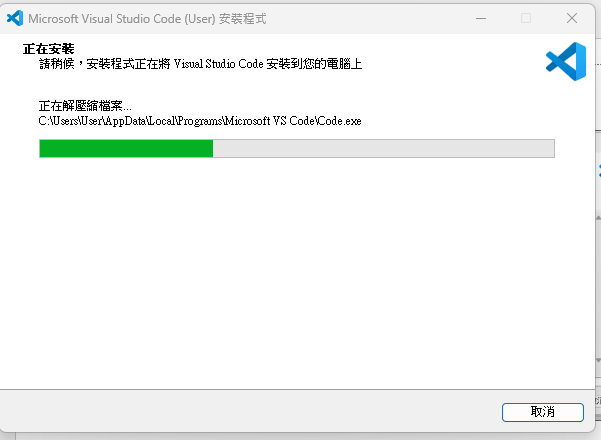 Microsoft Visual Studio Code (User) 安裝程式
正在安裝
請稍候，安裝程式正在將 Visual Studio Code 安裝到您的電腦上
正在解壓縮檔案...
C:\Users\User\AppData\Local\Programs\Microsoft VS Code\Code.exe
取消